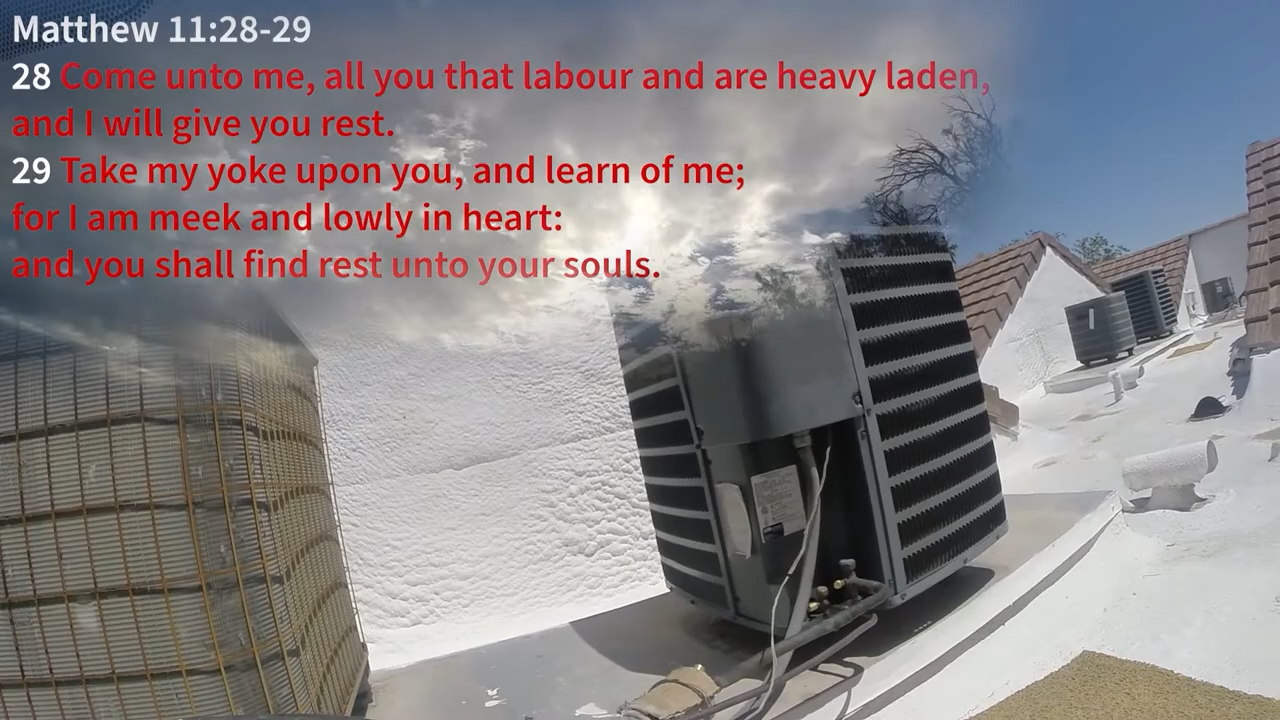 Matthew 11:28-29
28 Come unto me, all you that labour and are heavy laden,
and I will give you rest.
29 Take my yoke upon you, and learn of me;
for I am meek and lowly in heart:
and you shall find rest unto your souls.